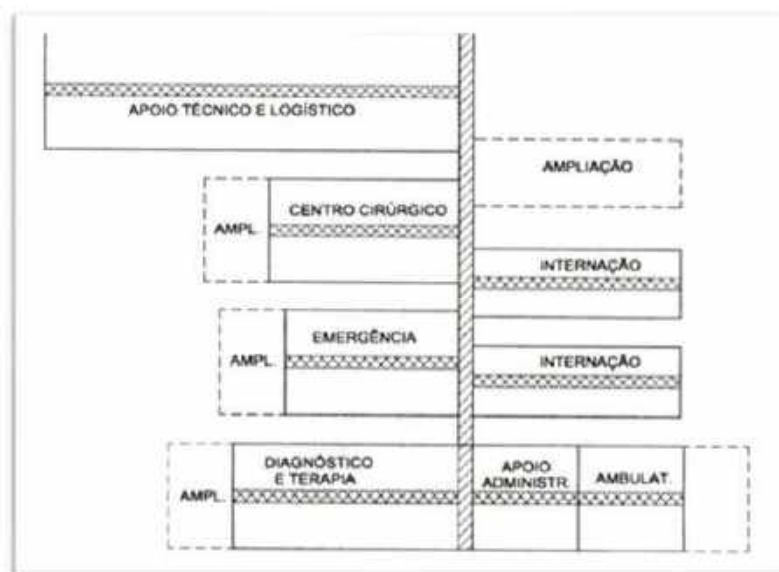 APOIO TÉCNICO E LOGÍSTICO
AMPLIAÇÃO
CENTRO CIRÚRGICO
AMPL.
INTERNAÇÃO
EMERGÊNCIA
AMPL.
INTERNAÇÃO
DIAGNÓSTICO
E TERAPIA
APOIO
ADMINISTR.
AMBULAT.
AMPL.